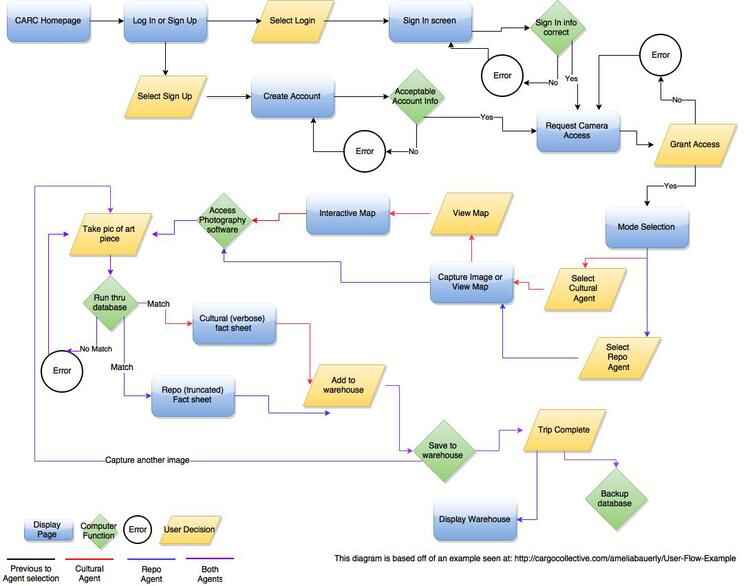 CARC Homepage
Log In or Sign Up
Select Login
Sign In screen
Sign In info
correct
Error
No
Yes
Error
No
Select Sign Up
Create Account
Acceptable
Account Info
Yes
Error
No
Request Camera
Access
Grant Access
Yes
Mode Selection
Take pic of art
piece
Access
Photography
software
Interactive Map
View Map
Capture Image or
View Map
Select
Cultural
Agent
Run thru
database
Match
Cultural (verbose)
fact sheet
No Match
Error
Match
Select
Repo
Agent
Add to
warehouse
Repo (truncated)
Fact sheet
Save to
warehouse
Trip Complete
Capture another image
Backup
database
Display Warehouse
Display
Page
Computer
Function
Error
User Decision
Previous to
Agent selection
Cultural
Agent
Repo
Agent
Both
Agents
This diagram is based off of an example seen at: http://cargocollective.com/ameliabauerly/User-Flow-Example